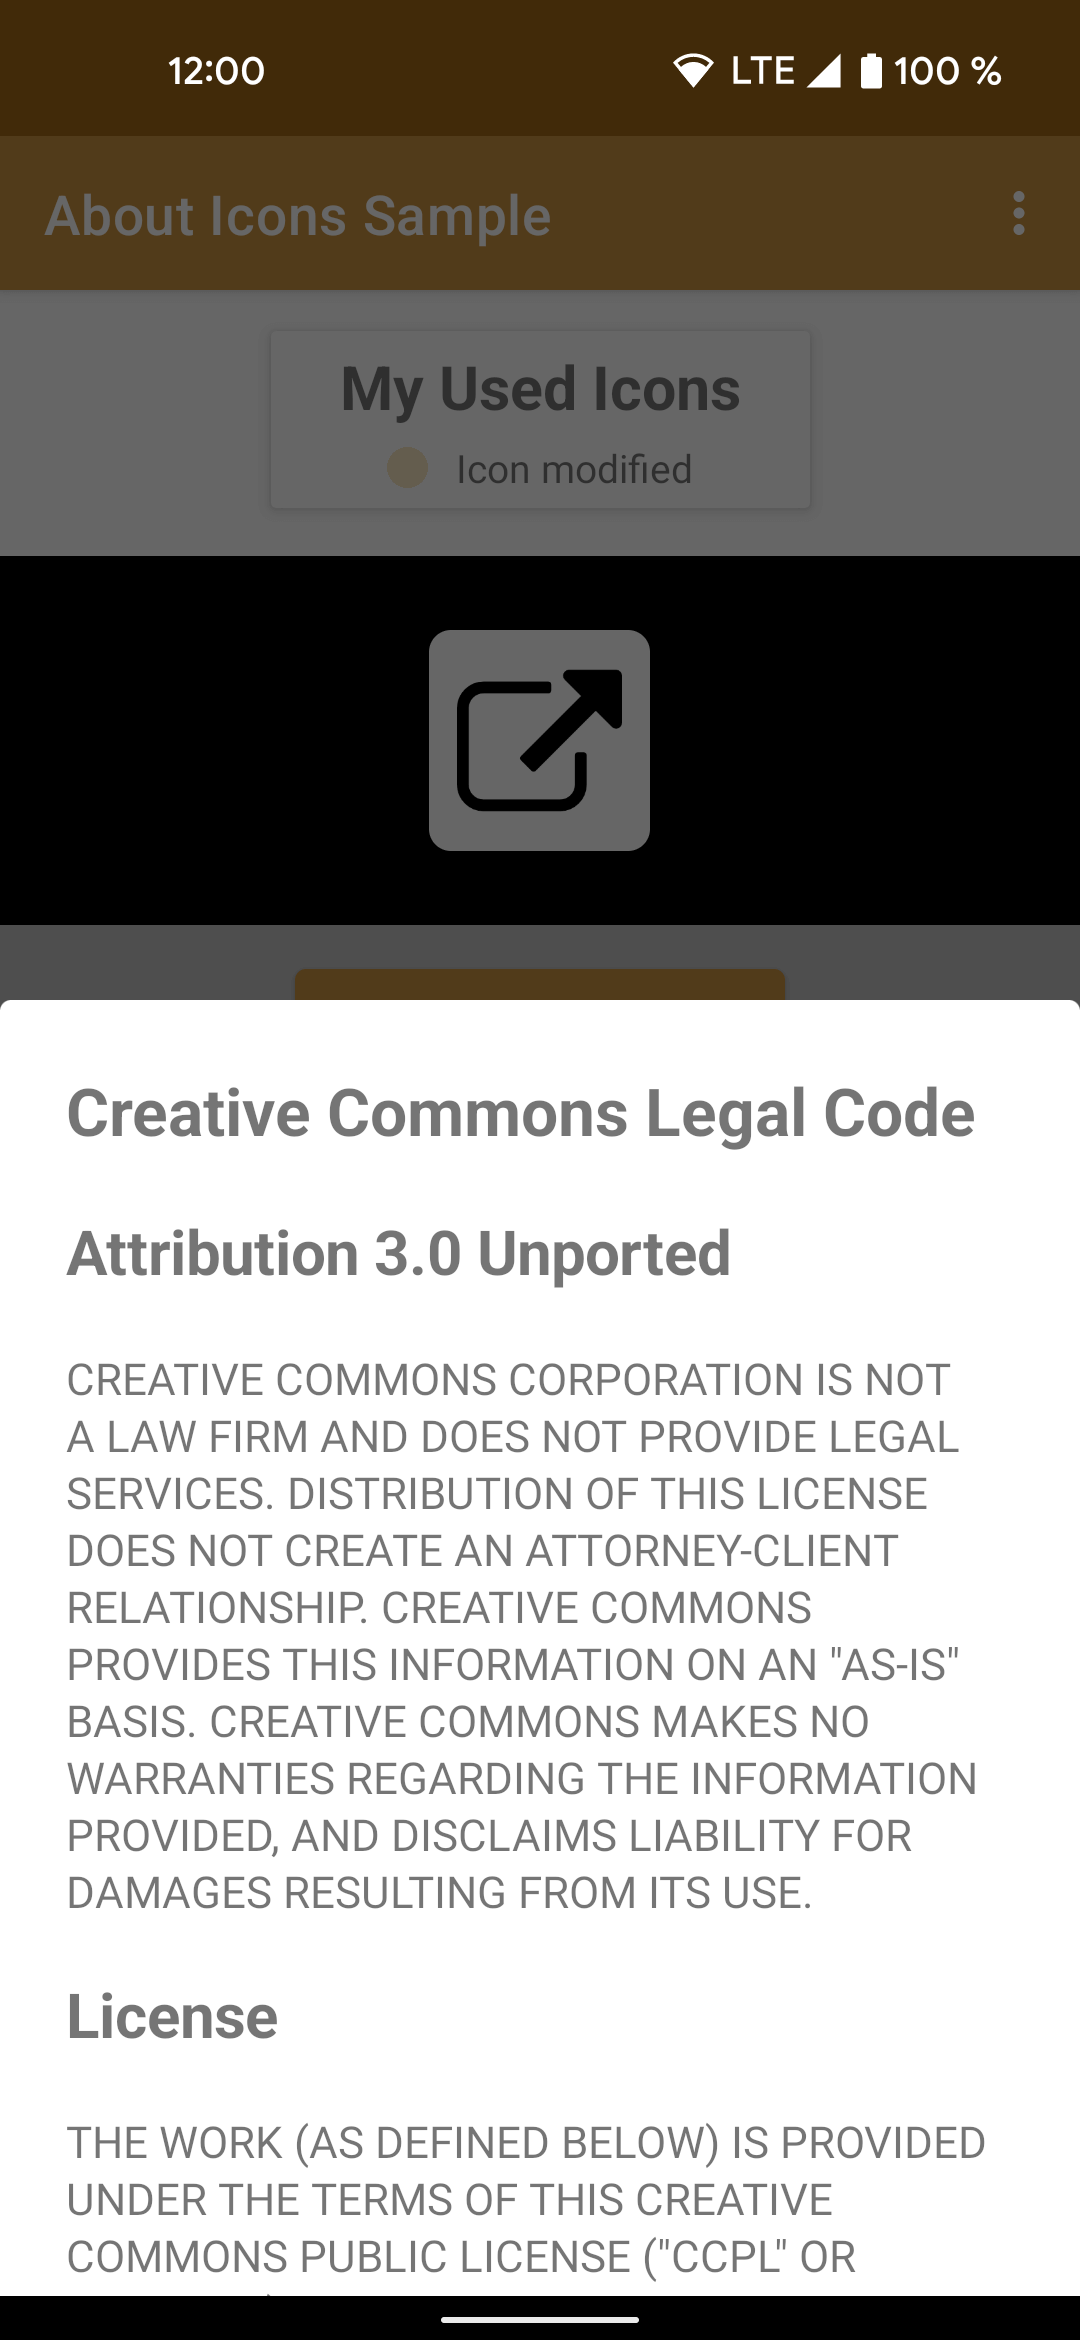 12:00 LTE 100 %
About Icons Sample
My Used Icons
Icon modified
Creative Commons Legal Code
Attribution 3.0 Unported
CREATIVE COMMONS CORPORATION IS NOT
A LAW FIRM AND DOES NOT PROVIDE LEGAL
SERVICES. DISTRIBUTION OF THIS LICENSE
DOES NOT CREATE AN ATTORNEY-CLIENT
RELATIONSHIP. CREATIVE COMMONS
PROVIDES THIS INFORMATION ON AN "AS-IS"
BASIS. CREATIVE COMMONS MAKES NO
WARRANTIES REGARDING THE INFORMATION
PROVIDED, AND DISCLAIMS LIABILITY FOR
DAMAGES RESULTING FROM ITS USE.
License
THE WORK (AS DEFINED BELOW) IS PROVIDED
UNDER THE TERMS OF THIS CREATIVE
COMMONS PUBLIC LICENSE ("CCPL" OR